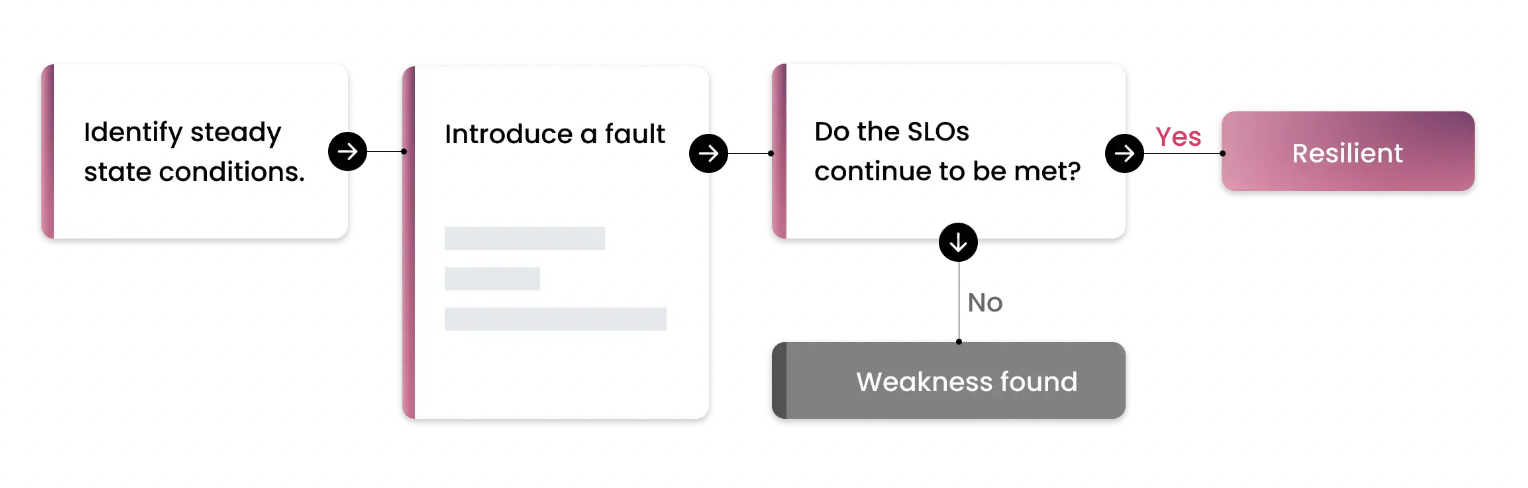 Identify steady
state conditions.
Introduce a fault
Do the SLOs
continue to be met?
Yes
Resilient
No
Weakness found